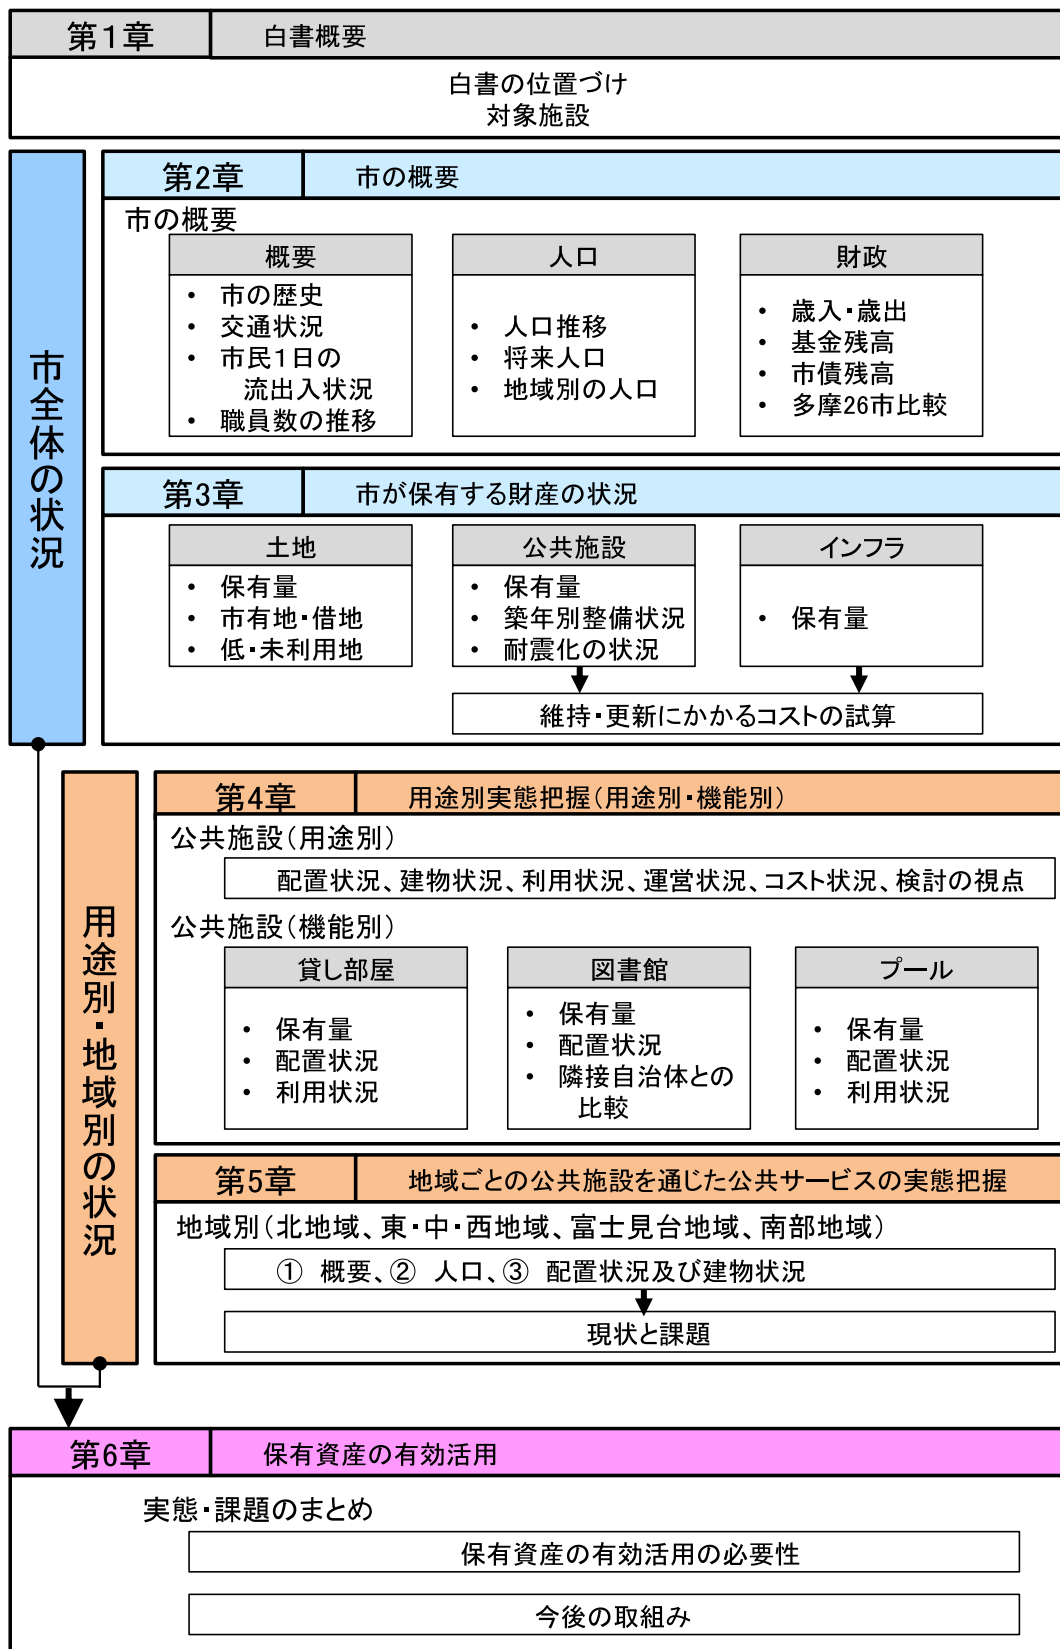 第1章 白書概要
白書の位置づけ
対象施設
市全体の状況
第2章 市の概要
市の概要
概要
・ 市の歴史
・ 交通状況
・ 市民1日の
流出入状況
・ 職員数の推移
人口
・ 人口推移
・ 将来人口
・ 地域別の人口
財政
・ 歳入・歳出
・ 基金残高
・ 市債残高
・ 多摩26市比較
第3章 市が保有する財産の状況
土地
・ 保有量
・ 市有地・借地
・ 低・未利用地
公共施設
・ 保有量
・ 築年別整備状況
・ 耐震化の状況
インフラ
・ 保有量
維持・更新にかかるコストの試算
用途別・地域別の状況
第4章 用途別実態把握(用途別・機能別)
公共施設(用途別)
配置状況、建物状況、利用状況、運営状況、コスト状況、検討の視点
公共施設(機能別)
貸し部屋
・ 保有量
・ 配置状況
・ 利用状況
図書館
・ 保有量
・ 配置状況
・ 隣接自治体との
比較
プール
・ 保有量
・ 配置状況
・ 利用状況
第5章 地域ごとの公共施設を通じた公共サービスの実態把握
地域別(北地域、東・中・西地域、富士見台地域、南部地域)
① 概要、② 人口、③ 配置状況及び建物状況
現状と課題
第6章 保有資産の有効活用
実態・課題のまとめ
保有資産の有効活用の必要性
今後の取組み